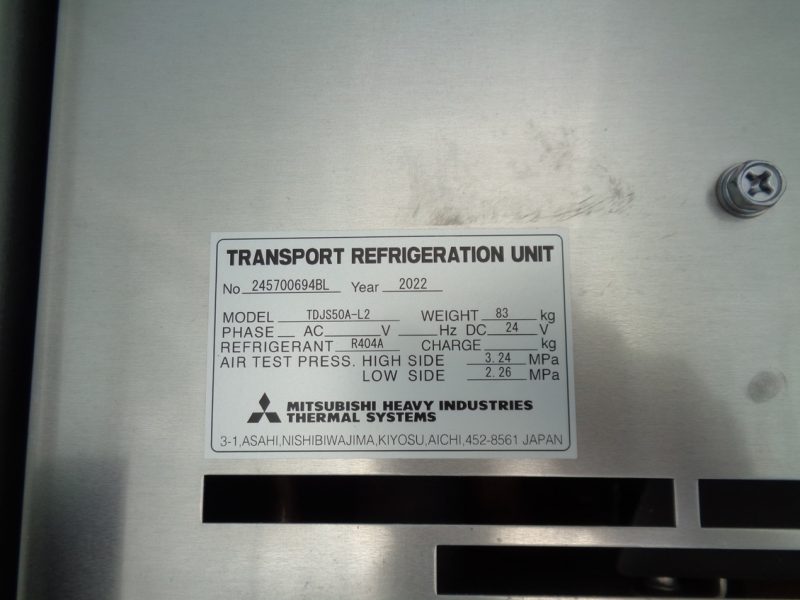 TRANSPORT REFRIGERATION UNIT
No 245700694BL Year 2022
MODEL TDJS50A-L2 WEIGHT 83 kg
PHASE AC V Hz DC 24 V
REFRIGERANT R404A CHARGE kg
AIR TEST PRESS. HIGH SIDE 3.24 MPa
LOW SIDE 2.26 MPa
MITSUBISHI HEAVY INDUSTRIES
THERMAL SYSTEMS
3-1,ASAHI,NISHIBIWAJIMA,KIYOSU,AICHI,452-8561 JAPAN